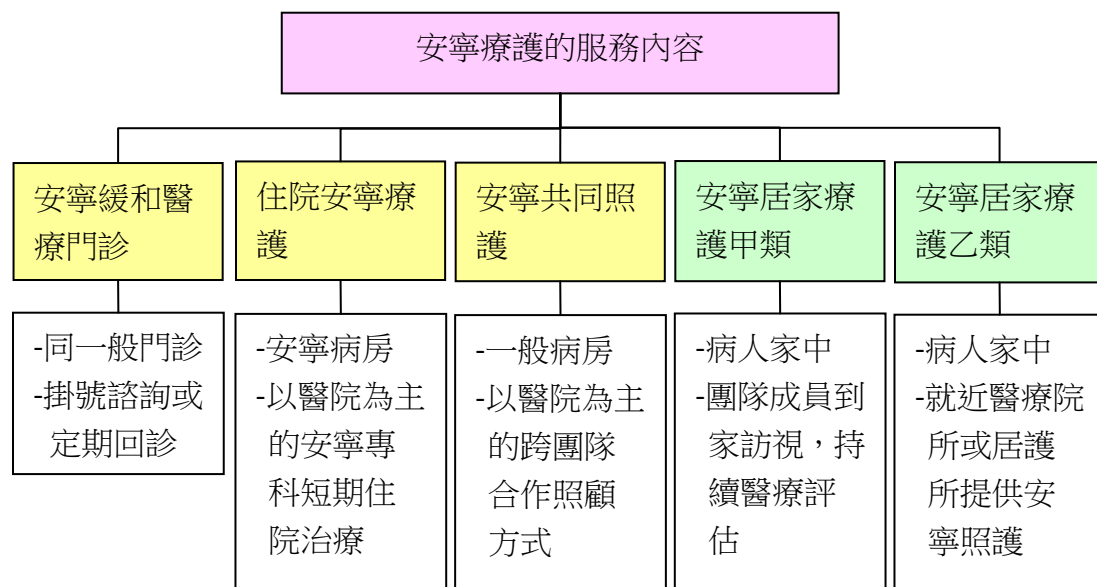 安寧療護的服務內容
安寧緩和醫
療門診
-同一般門診
-掛號諮詢或
定期回診
住院安寧療
護
-安寧病房
-以醫院為主
的安寧專
科短期住
院治療
安寧共同照
護
-一般病房
-以醫院為主
的跨團隊
合作照顧
方式
安寧居家療
護甲類
-病人家中
-團隊成員到
家訪視，持
續醫療評
估
安寧居家療
護乙類
-病人家中
-就近醫療院
所或居護
所提供安
寧照護